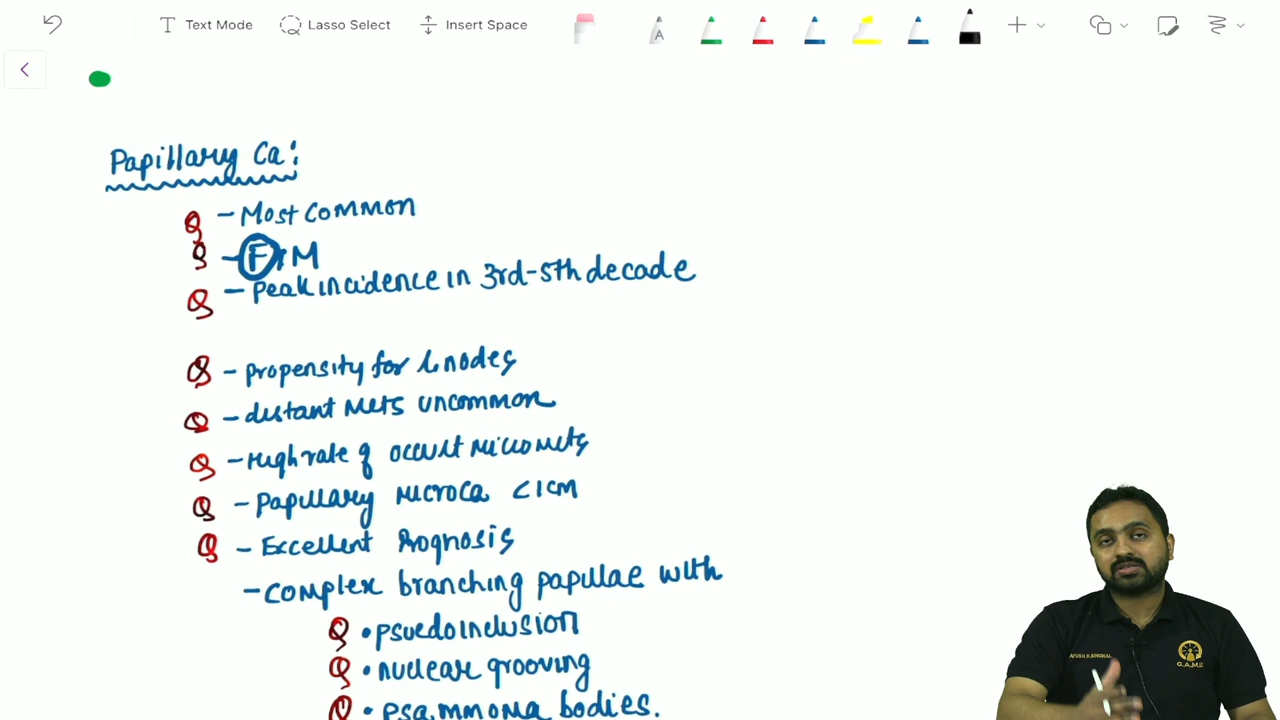 Text Mode Lasso Select Insert Space
A
Papillary Ca:
Q - Most common
Q - F:M
Q - Peak incidence in 3rd-5th decade
Q - propensity for Lnodes
Q - distant mets uncommon
Q - High rate of occult micromets
Q - Papillary microca <1cm
Q - Excellent Prognosis
- complex branching papillae with
Q • psuedoinclusion
Q • nuclear grooving
Q • psammoma bodies.
G.A.M.E